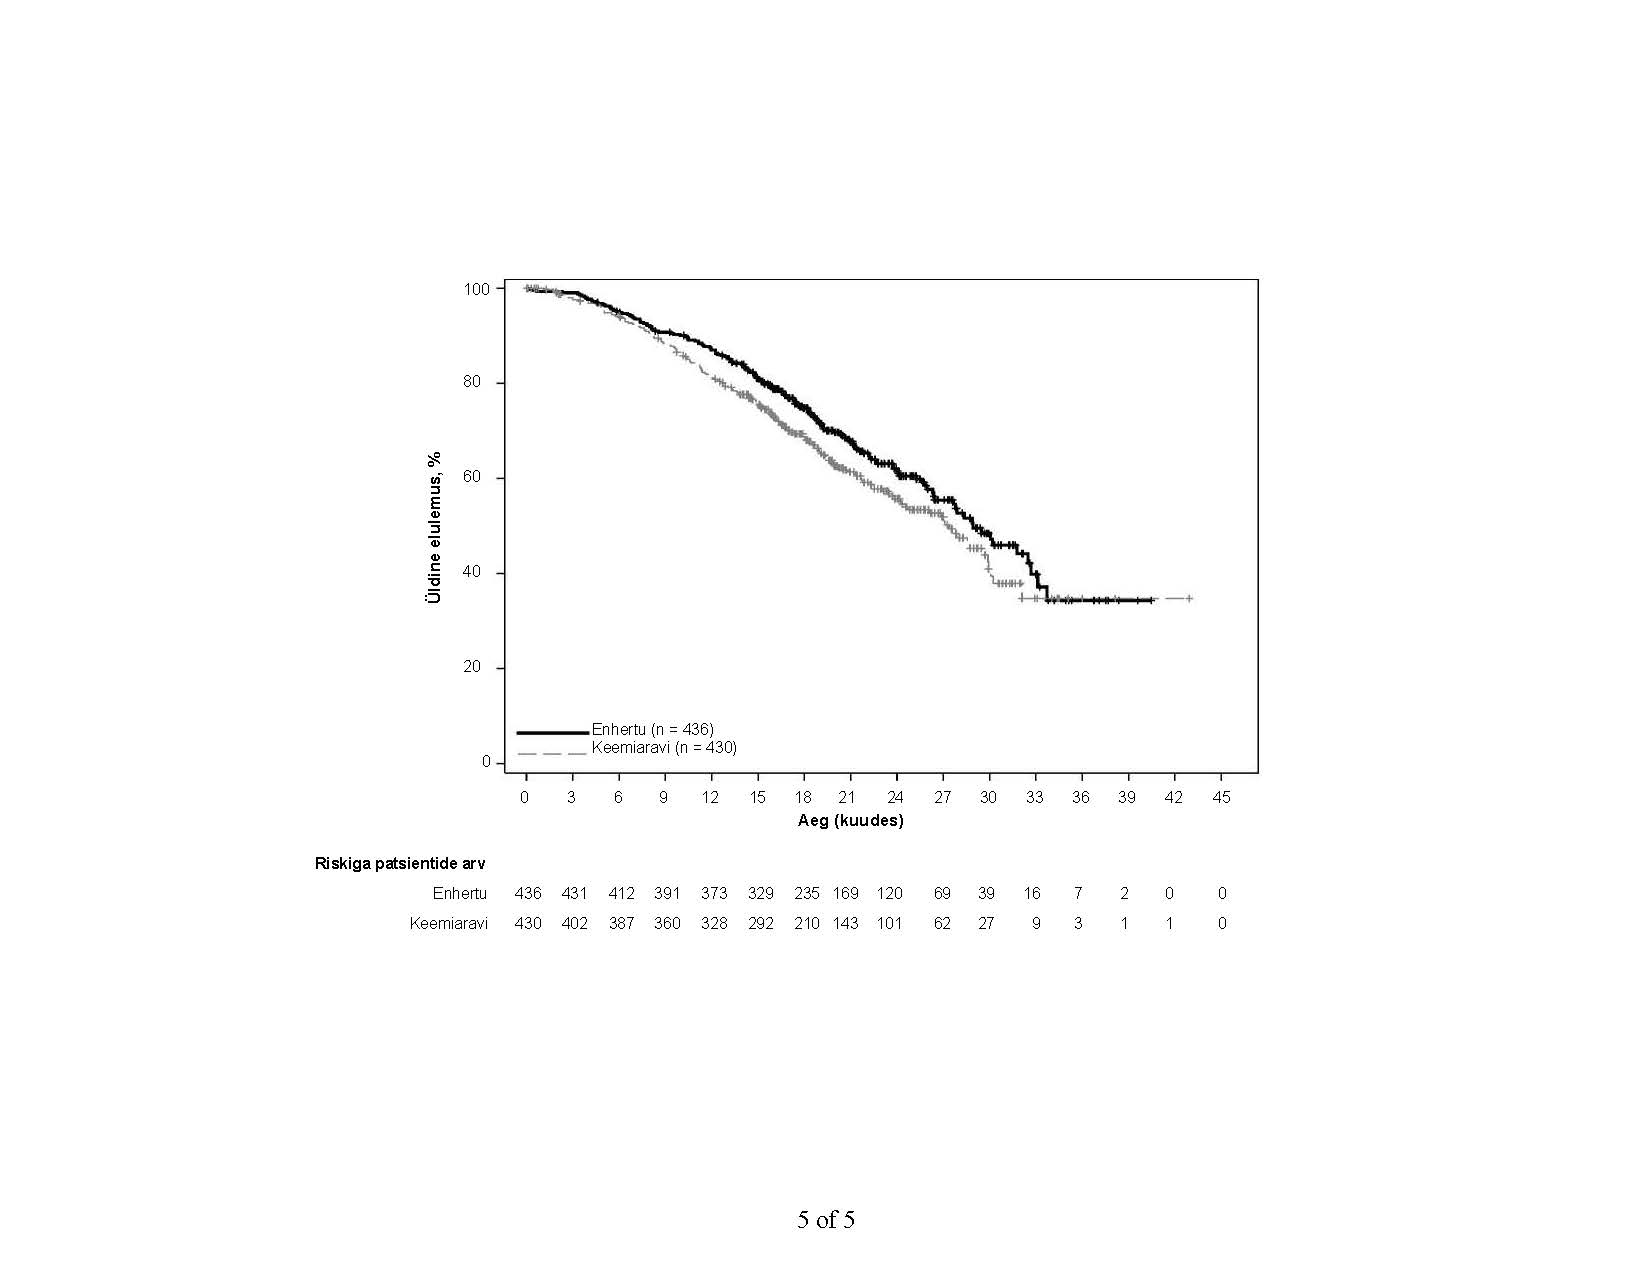 100
80
60
40
20
0
Üldine elulemus, %
Enhertu (n = 436)
Keemiaravi (n = 430)
0 3 6 9 12 15 18 21 24 27 30 33 36 39 42 45
Aeg (kuudes)
Riskiga patsientide arv
Enhertu 436 431 412 391 373 329 235 169 120 69 39 16 7 2 0 0
Keemiaravi 430 402 387 360 328 292 210 143 101 62 27 9 3 1 1 0
5 of 5